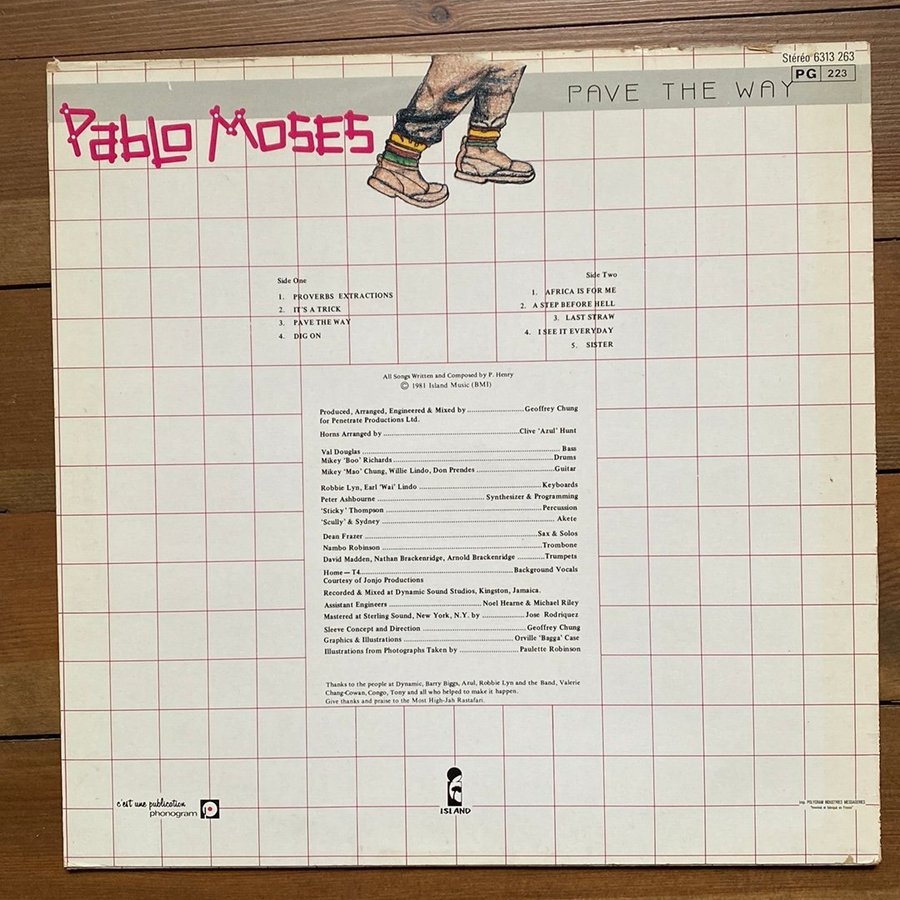 Stéréo 6313 263
PG 223
PAVE THE WAY
Pablo Moses
Side One
1. PROVERBS EXTRACTIONS
2. IT'S A TRICK
3. PAVE THE WAY
4. DIG ON
Side Two
1. AFRICA IS FOR ME
2. A STEP BEFORE HELL
3. LAST STRAW
4. I SEE IT EVERYDAY
5. SISTER
All Songs Written and Composed by P. Henry
© 1981 Island Music (BMI)
Produced, Arranged, Engineered & Mixed by ........................Geoffrey Chung
for Penetrate Productions Ltd.
Horns Arranged by ........................Clive 'Azul' Hunt
Val Douglas ........................ Bass
Mikey 'Boo' Richards ........................Drums
Mikey 'Mao' Chung, Willie Lindo, Don Prendes ........................Guitar
Robbie Lyn, Earl 'Wai' Lindo ........................Keyboards
Peter Ashbourne ........................ Synthesizer & Programming
'Sticky' Thompson ........................Percussion
'Scully' & Sydney ........................ Akete
Dean Frazer ........................Sax & Solos
Nambo Robinson ........................Trombone
David Madden, Nathan Brackenridge, Arnold Brackenridge ............Trumpets
Home — T4........................Background Vocals
Courtesy of Jonjo Productions
Recorded & Mixed at Dynamic Sound Studios, Kingston, Jamaica.
Assistant Engineers ........................ Noel Hearne & Michael Riley
Mastered at Sterling Sound, New York, N.Y. by ..................Jose Rodriquez
Sleeve Concept and Direction ........................Geoffrey Chung
Graphics & Illustrations ........................Orville 'Bagga' Case
Illustrations from Photographs Taken by ........................Paulette Robinson
Thanks to the people at Dynamic, Barry Biggs, Azul, Robbie Lyn and the Band, Valerie
Chang-Cowan, Congo, Tony and all who helped to make it happen.
Give thanks and praise to the Most High-Jah Rastafari.
c'est une publication
phonogram
ISLAND
Imp. POLYGRAM INDUSTRIES MESSAGERIES